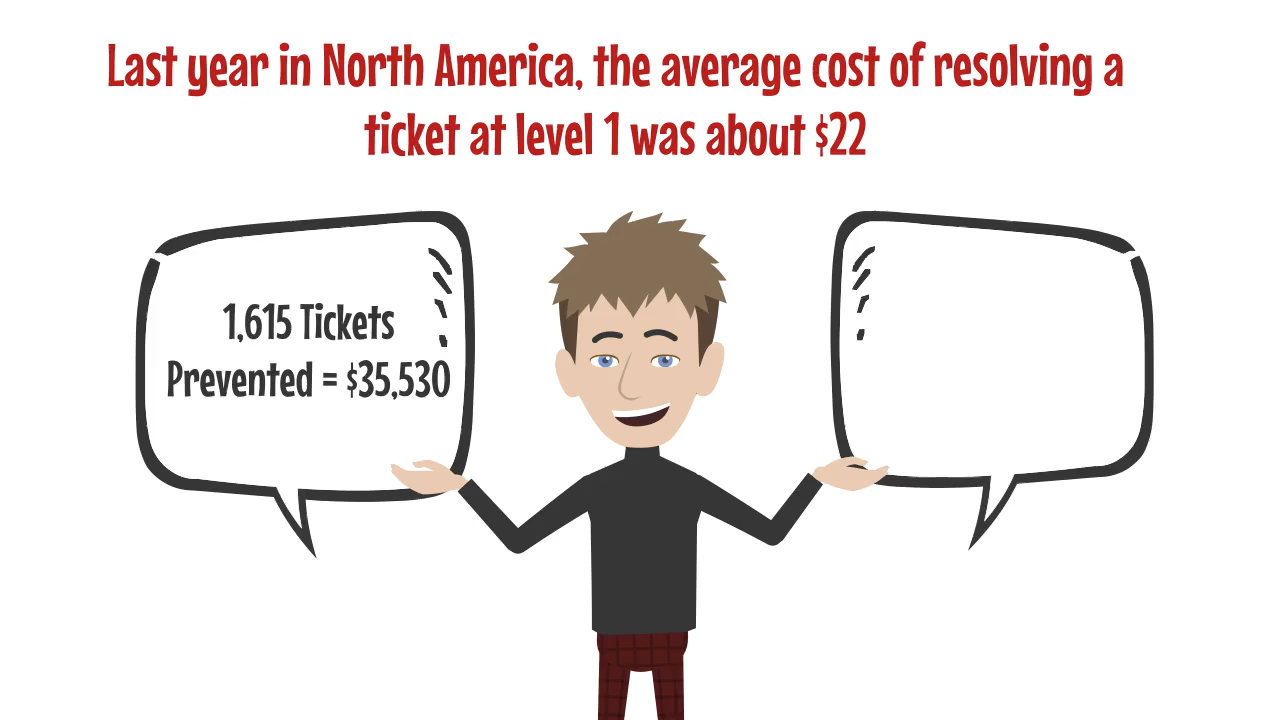 Last year in North America, the average cost of resolving a
ticket at level 1 was about $22
1,615 Tickets
Prevented = $35,530